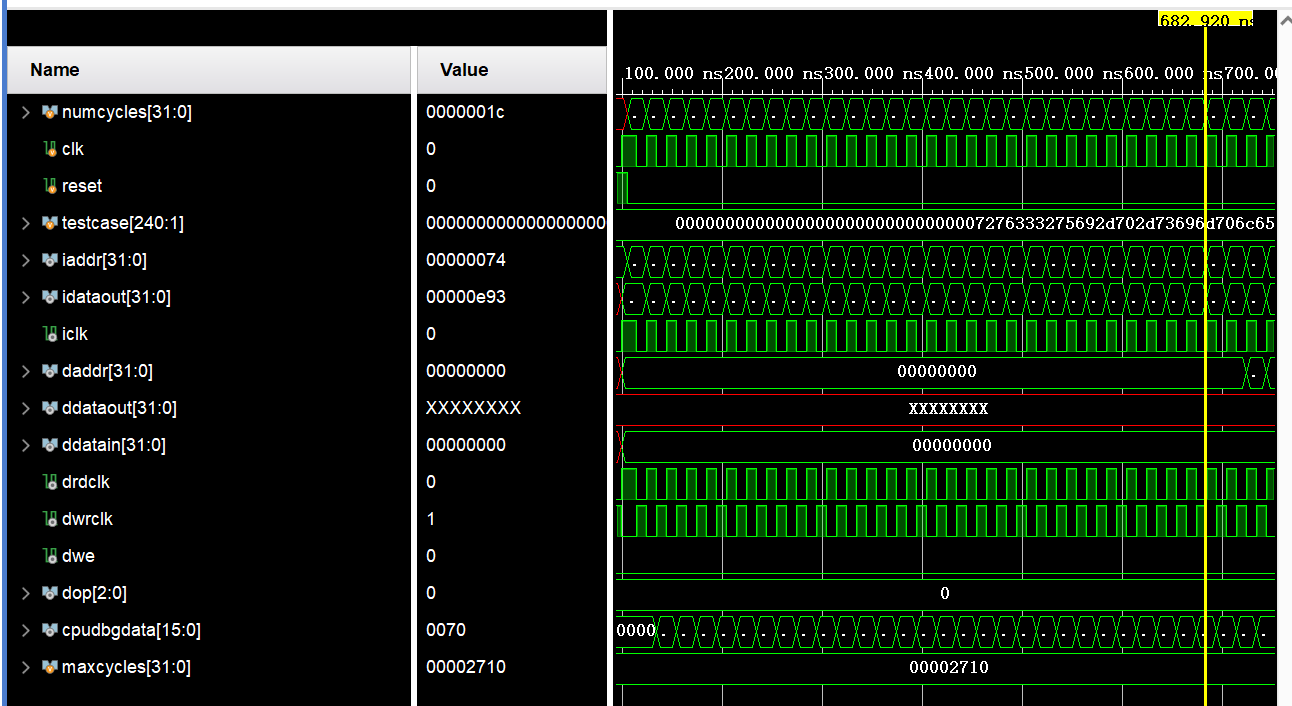 682.920 ns
Name Value 100.000 ns 200.000 ns 300.000 ns 400.000 ns 500.000 ns 600.000 ns 700.0
numcycles[31:0] 0000001c
clk 0
reset 0
testcase[240:1] 000000000000000000
iaddr[31:0] 00000074
idataout[31:0] 00000e93
iclk 0
daddr[31:0] 00000000 00000000
ddataout[31:0] XXXXXXXX XXXXXXXX
ddatain[31:0] 00000000 00000000
drdclk 0
dwrclk 1
dwe 0
dop[2:0] 0 0
cpudbgdata[15:0] 0070 0000
maxcycles[31:0] 00002710 00002710